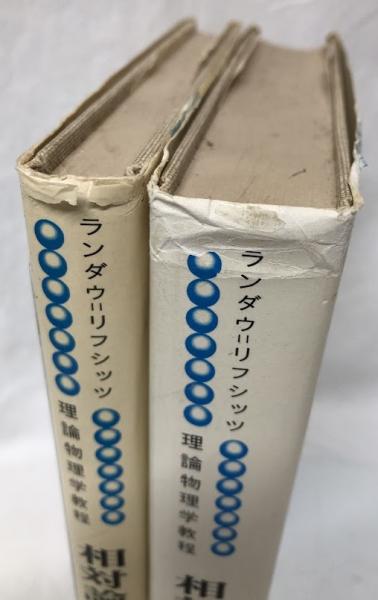 ランダウ=リフシッツ
理論物理学教程
相対論
ランダウ=リフシッツ
理論物理学教程
相